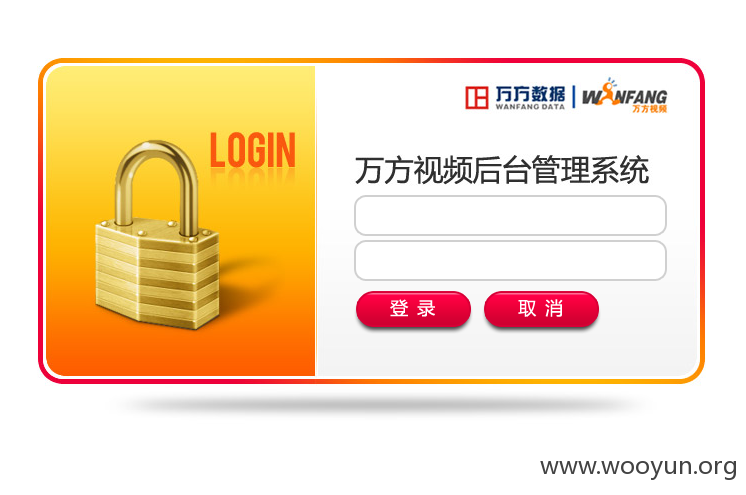 LOGIN
万方数据
WANFANG DATA
WANFANG
万方视频
万方视频后台管理系统
登 录
取 消
www.wooyun.org